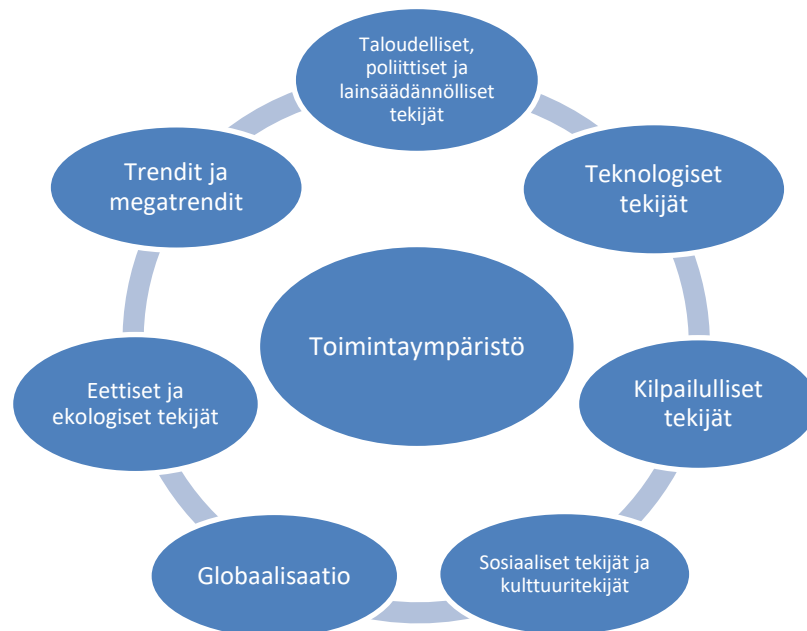 Taloudelliset,
poliittiset ja
lainsäädännölliset
tekijät
Teknologiset
tekijät
Kilpailulliset
tekijät
Sosiaaliset tekijät ja
kulttuuritekijät
Globaalisaatio
Eettiset ja
ekologiset tekijät
Trendit ja
megatrendit
Toimintaympäristö